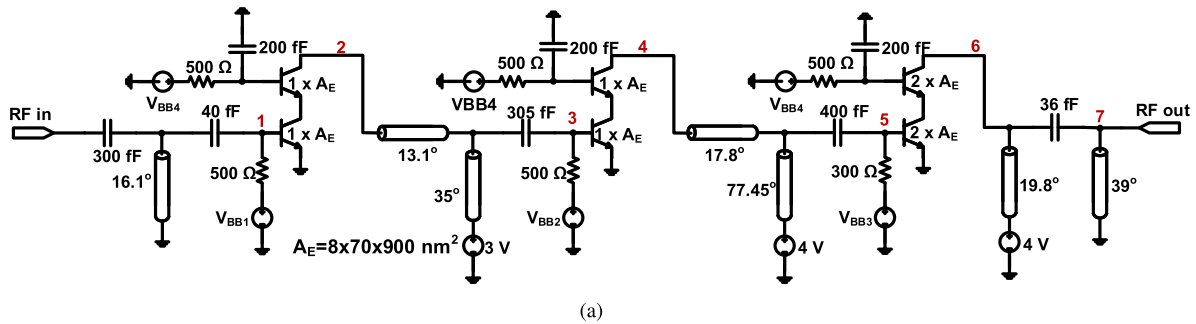 200 fF
2
500 Ω
V_BB4
1 x A_E
RF in
300 fF
40 fF
1
1 x A_E
16.1°
500 Ω
V_BB1
A_E=8x70x900 nm²
13.1°
35°
3 V
200 fF
4
500 Ω
VBB4
1 x A_E
305 fF
3
1 x A_E
500 Ω
V_BB2
17.8°
77.45°
4 V
200 fF
6
500 Ω
V_BB4
2 x A_E
400 fF
5
2 x A_E
300 Ω
V_BB3
36 fF
7
RF out
19.8°
39°
4 V
(a)